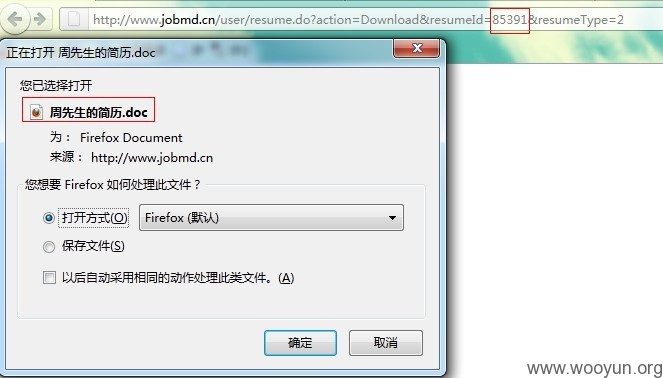 http://www.jobmd.cn/user/resume.do?action=Download&resumeId=85391&resumeType=2
正在打开 周先生的简历.doc
您已选择打开
周先生的简历.doc
为： Firefox Document
来源： http://www.jobmd.cn
您想要 Firefox 如何处理此文件？
打开方式(O)
Firefox (默认)
保存文件(S)
以后自动采用相同的动作处理此类文件。(A)
确定
取消
www.wooyun.org